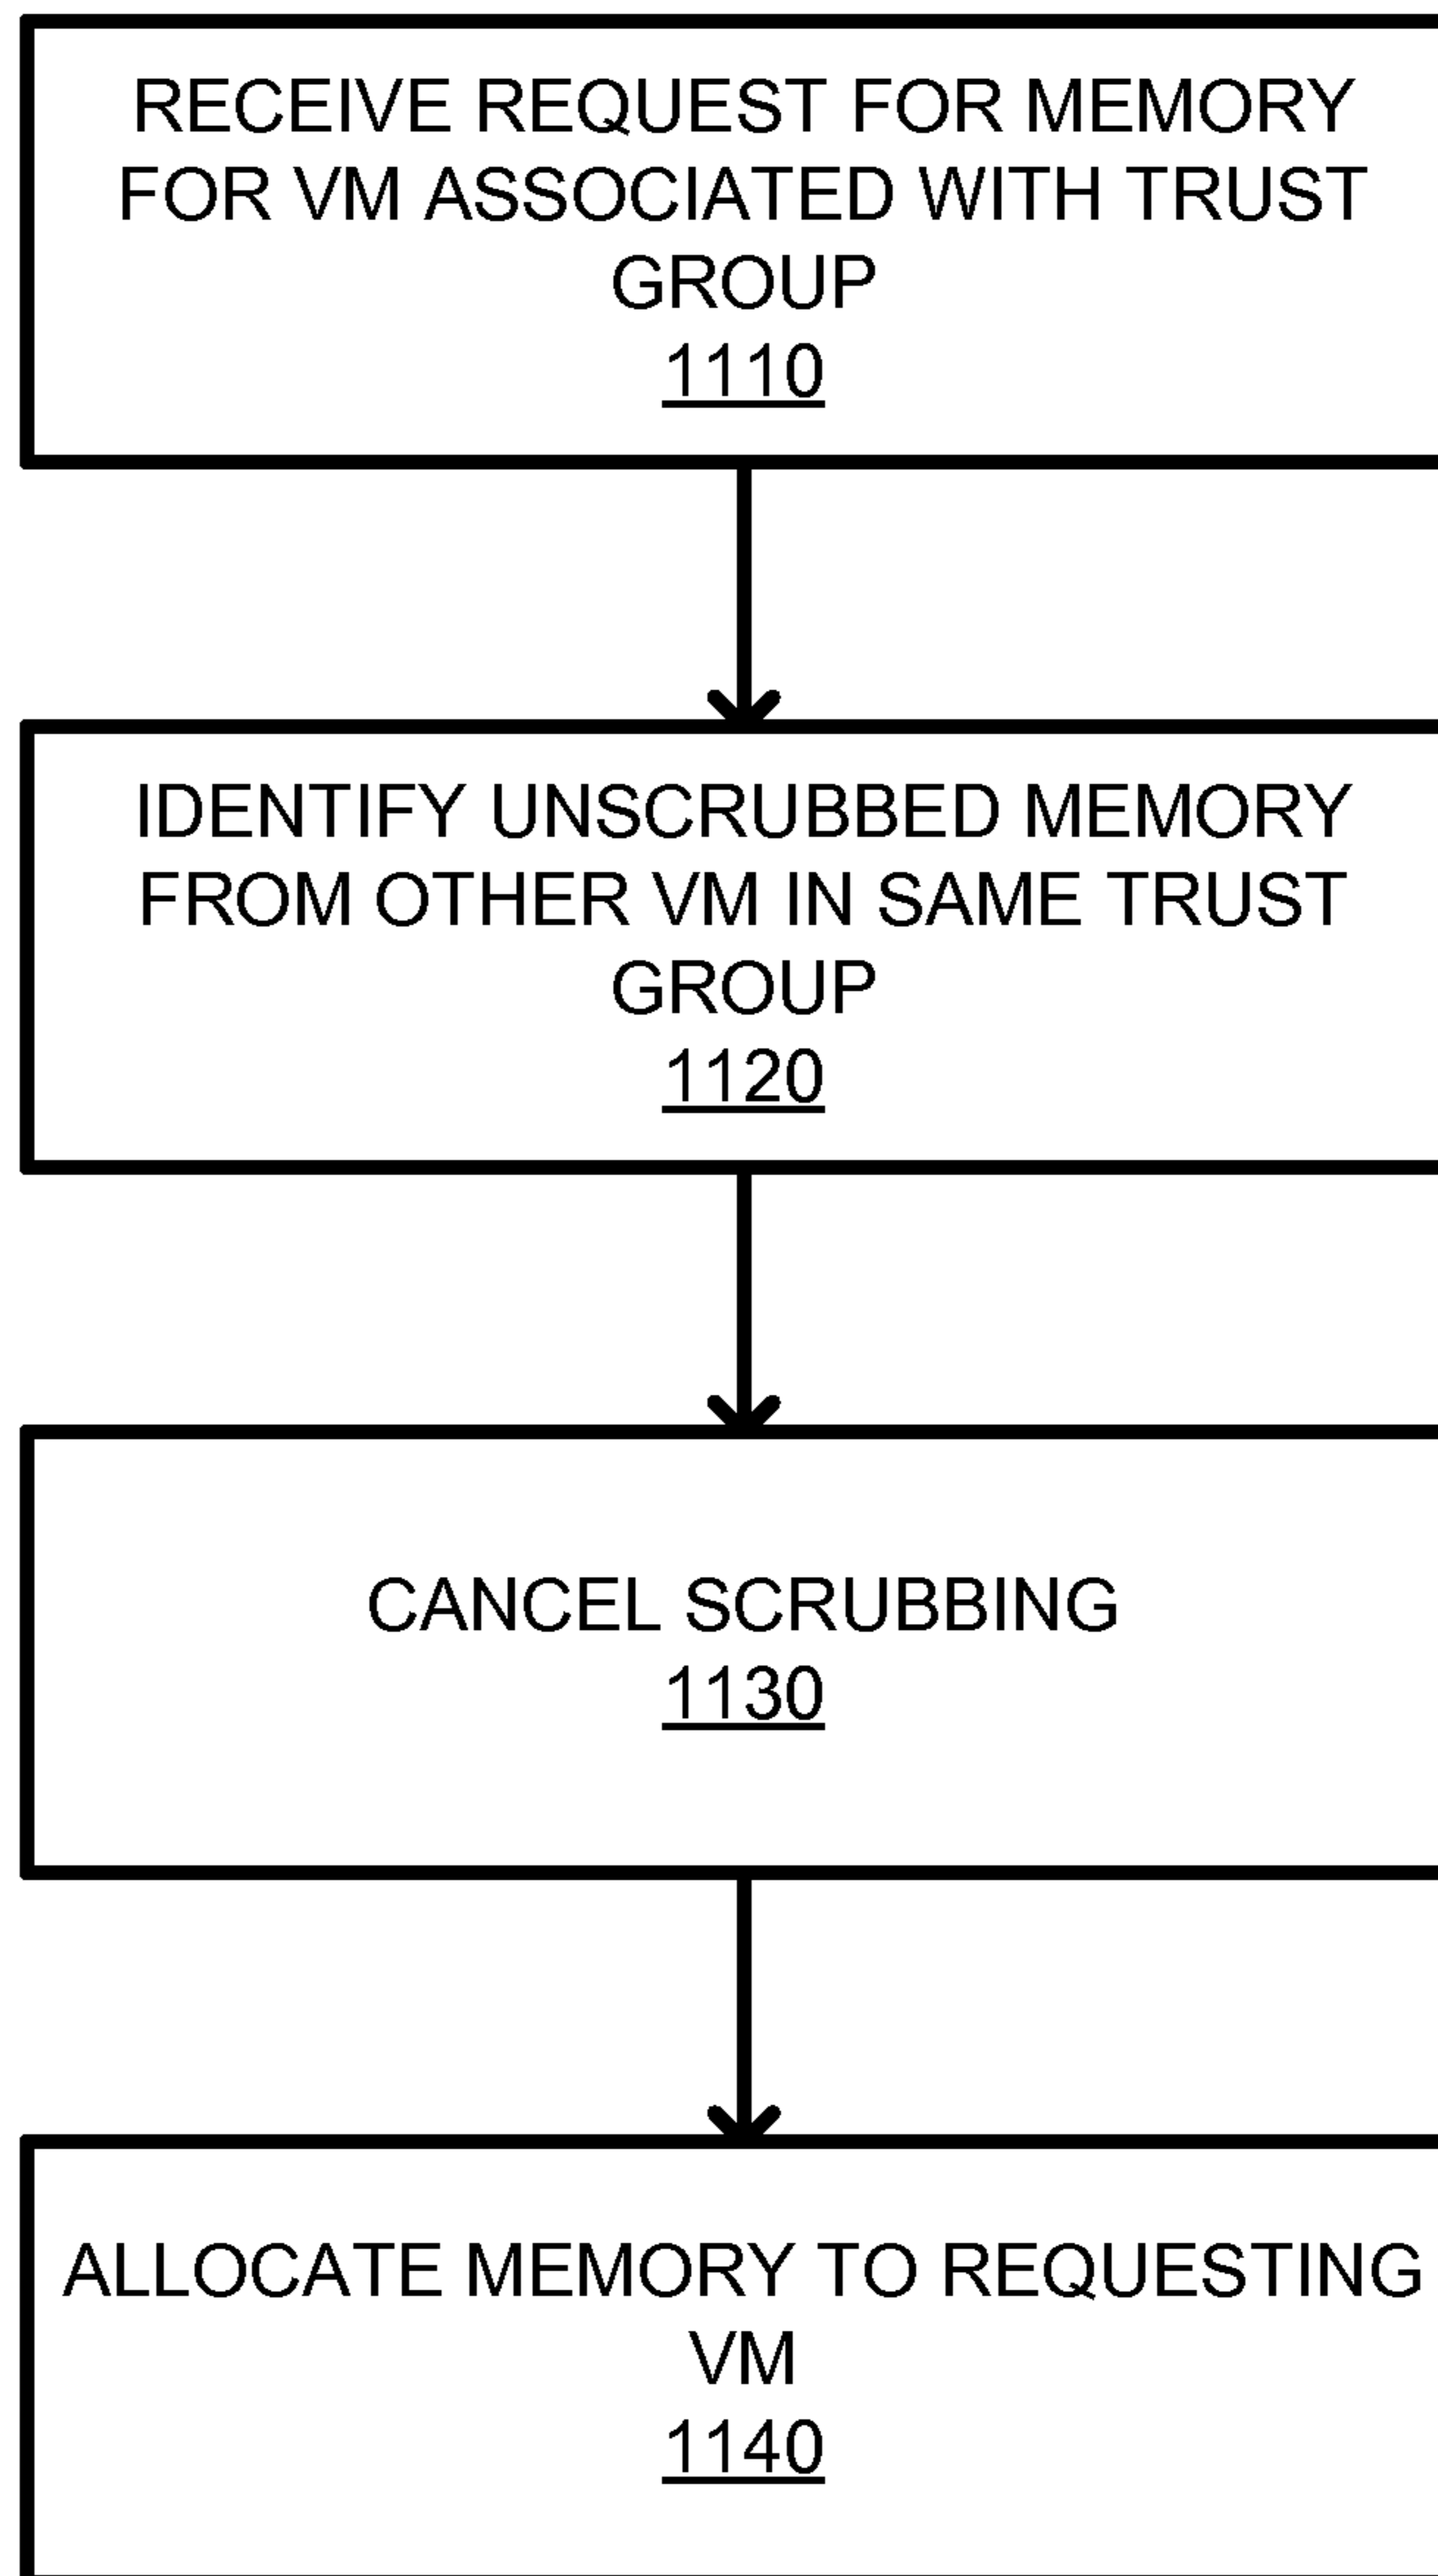 RECEIVE REQUEST FOR MEMORY
FOR VM ASSOCIATED WITH TRUST
GROUP
1110
IDENTIFY UNSCRUBBED MEMORY
FROM OTHER VM IN SAME TRUST
GROUP
1120
CANCEL SCRUBBING
1130
ALLOCATE MEMORY TO REQUESTING
VM
1140